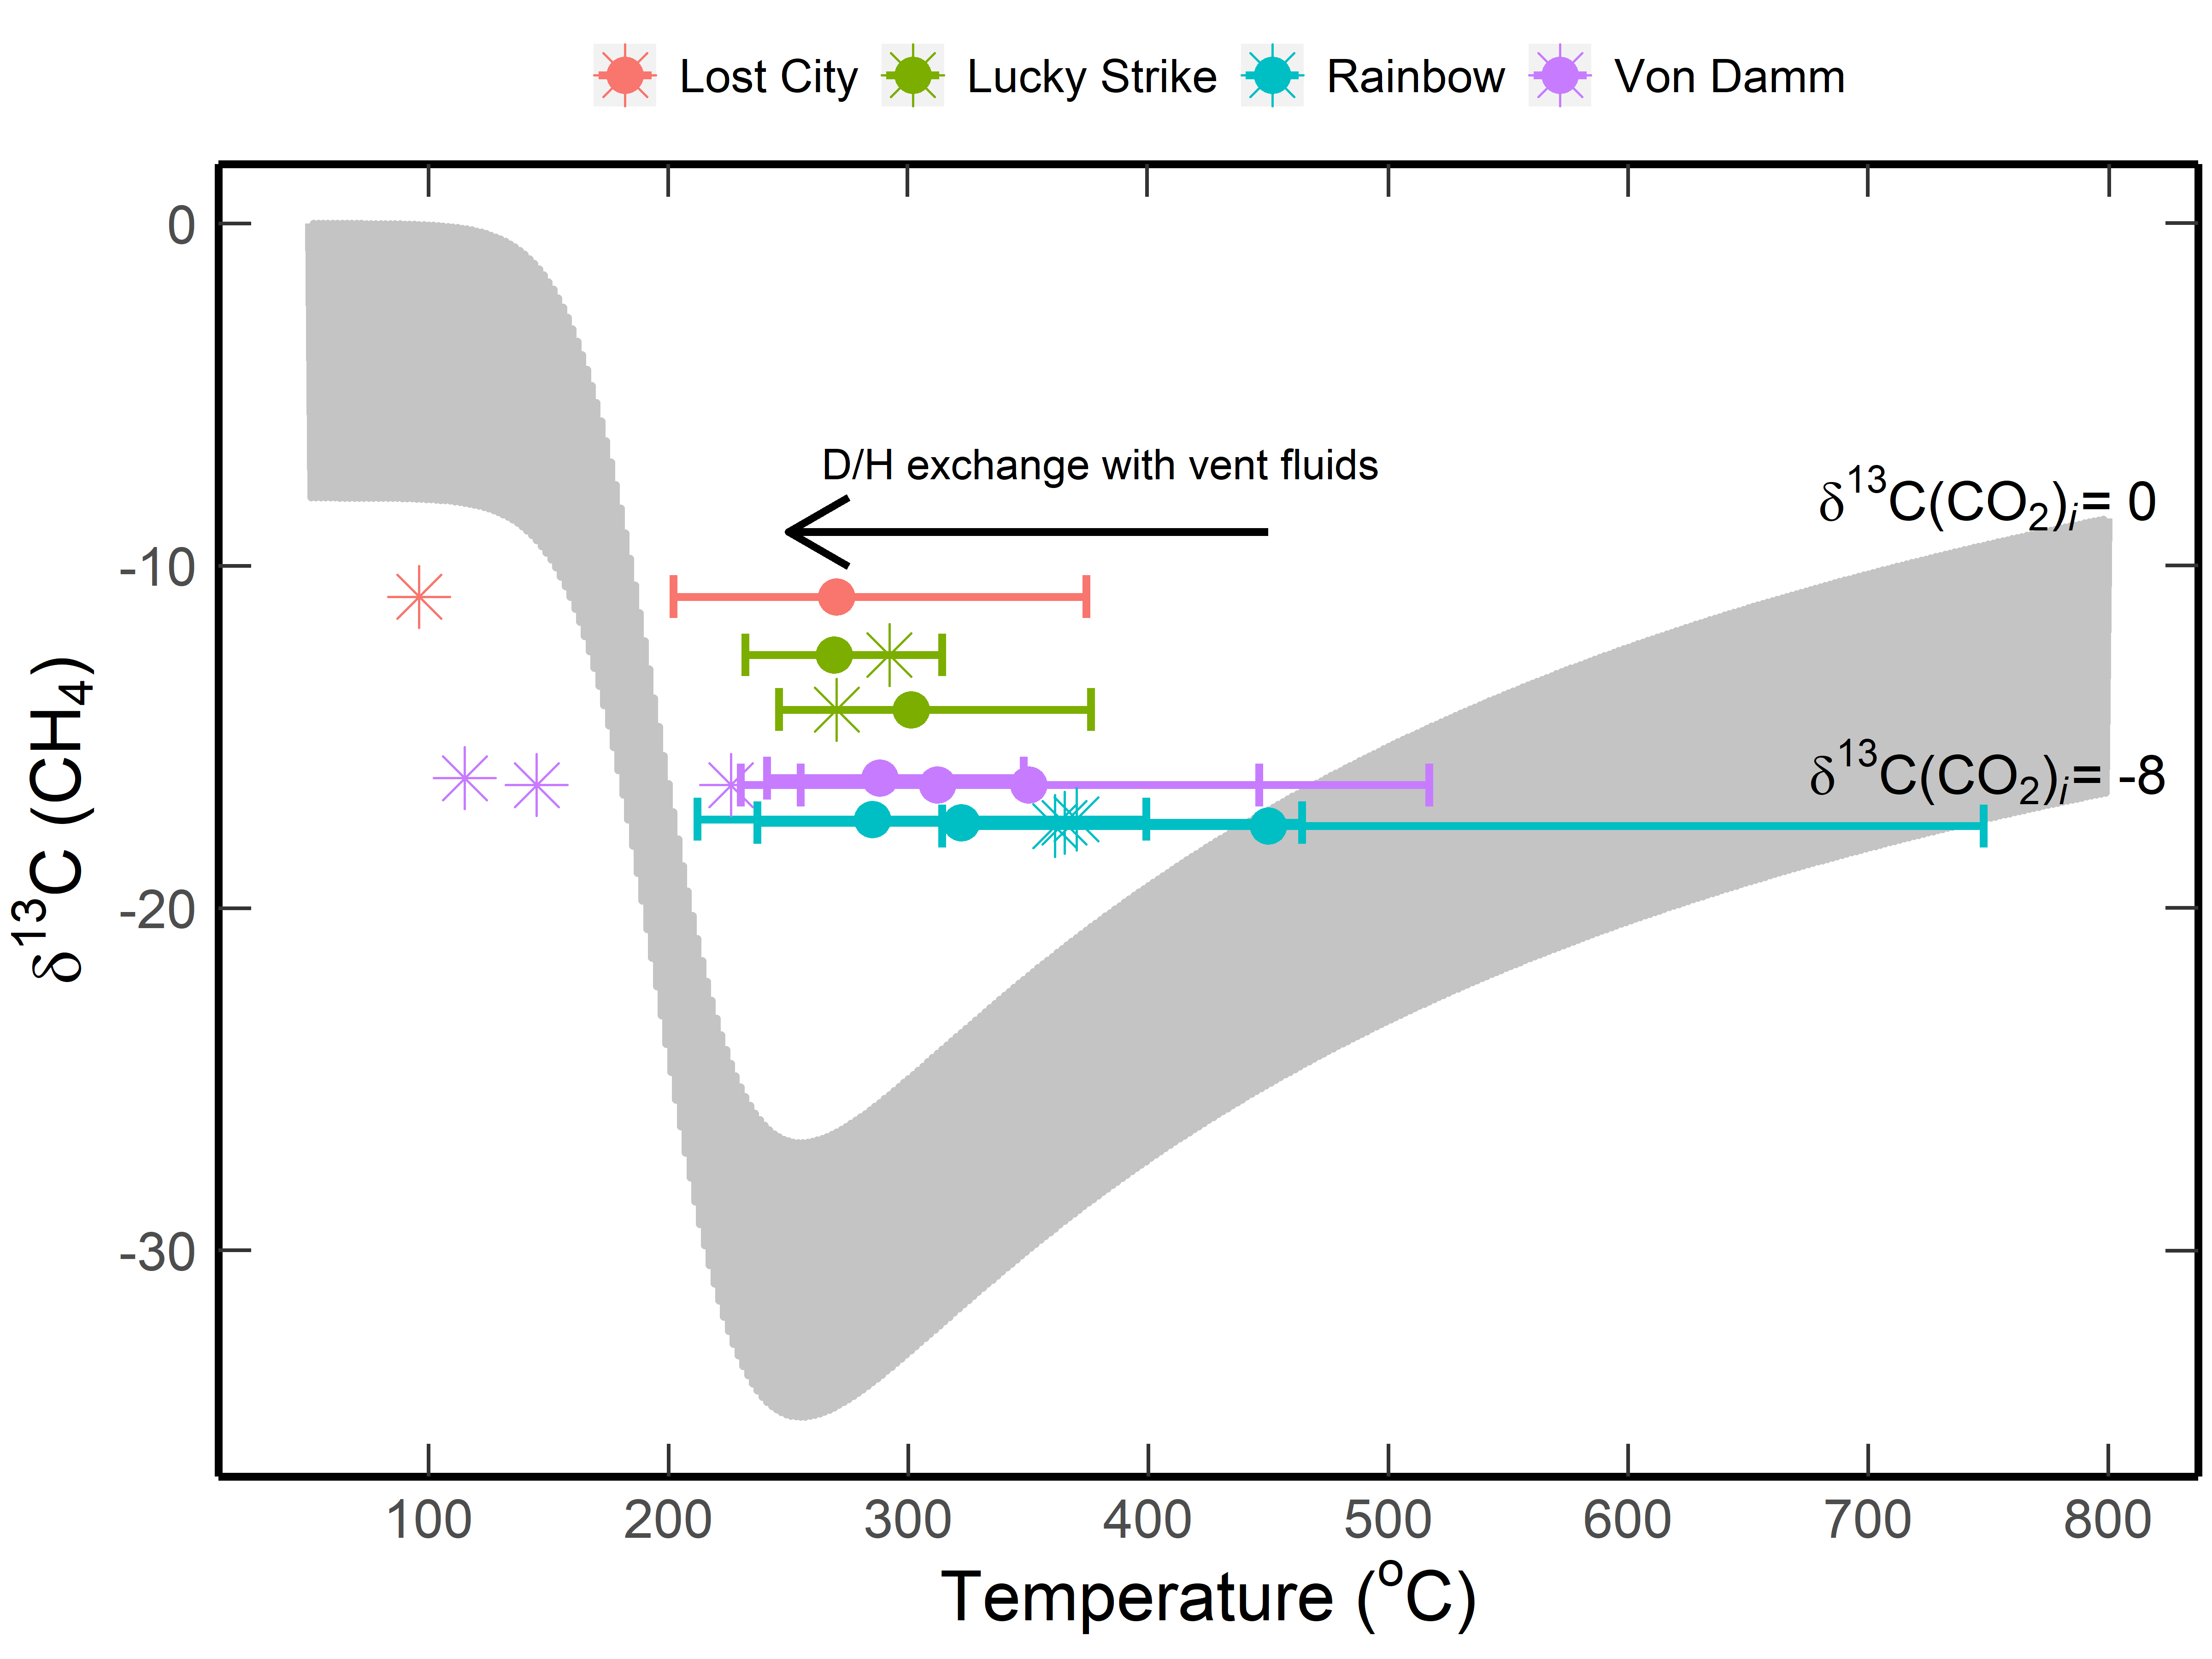 Lost City Lucky Strike Rainbow Von Damm
0
-10
-20
-30
δ¹³C (CH₄)
D/H exchange with vent fluids
δ¹³C(CO₂)ᵢ= 0
δ¹³C(CO₂)ᵢ= -8
100 200 300 400 500 600 700 800
Temperature (°C)